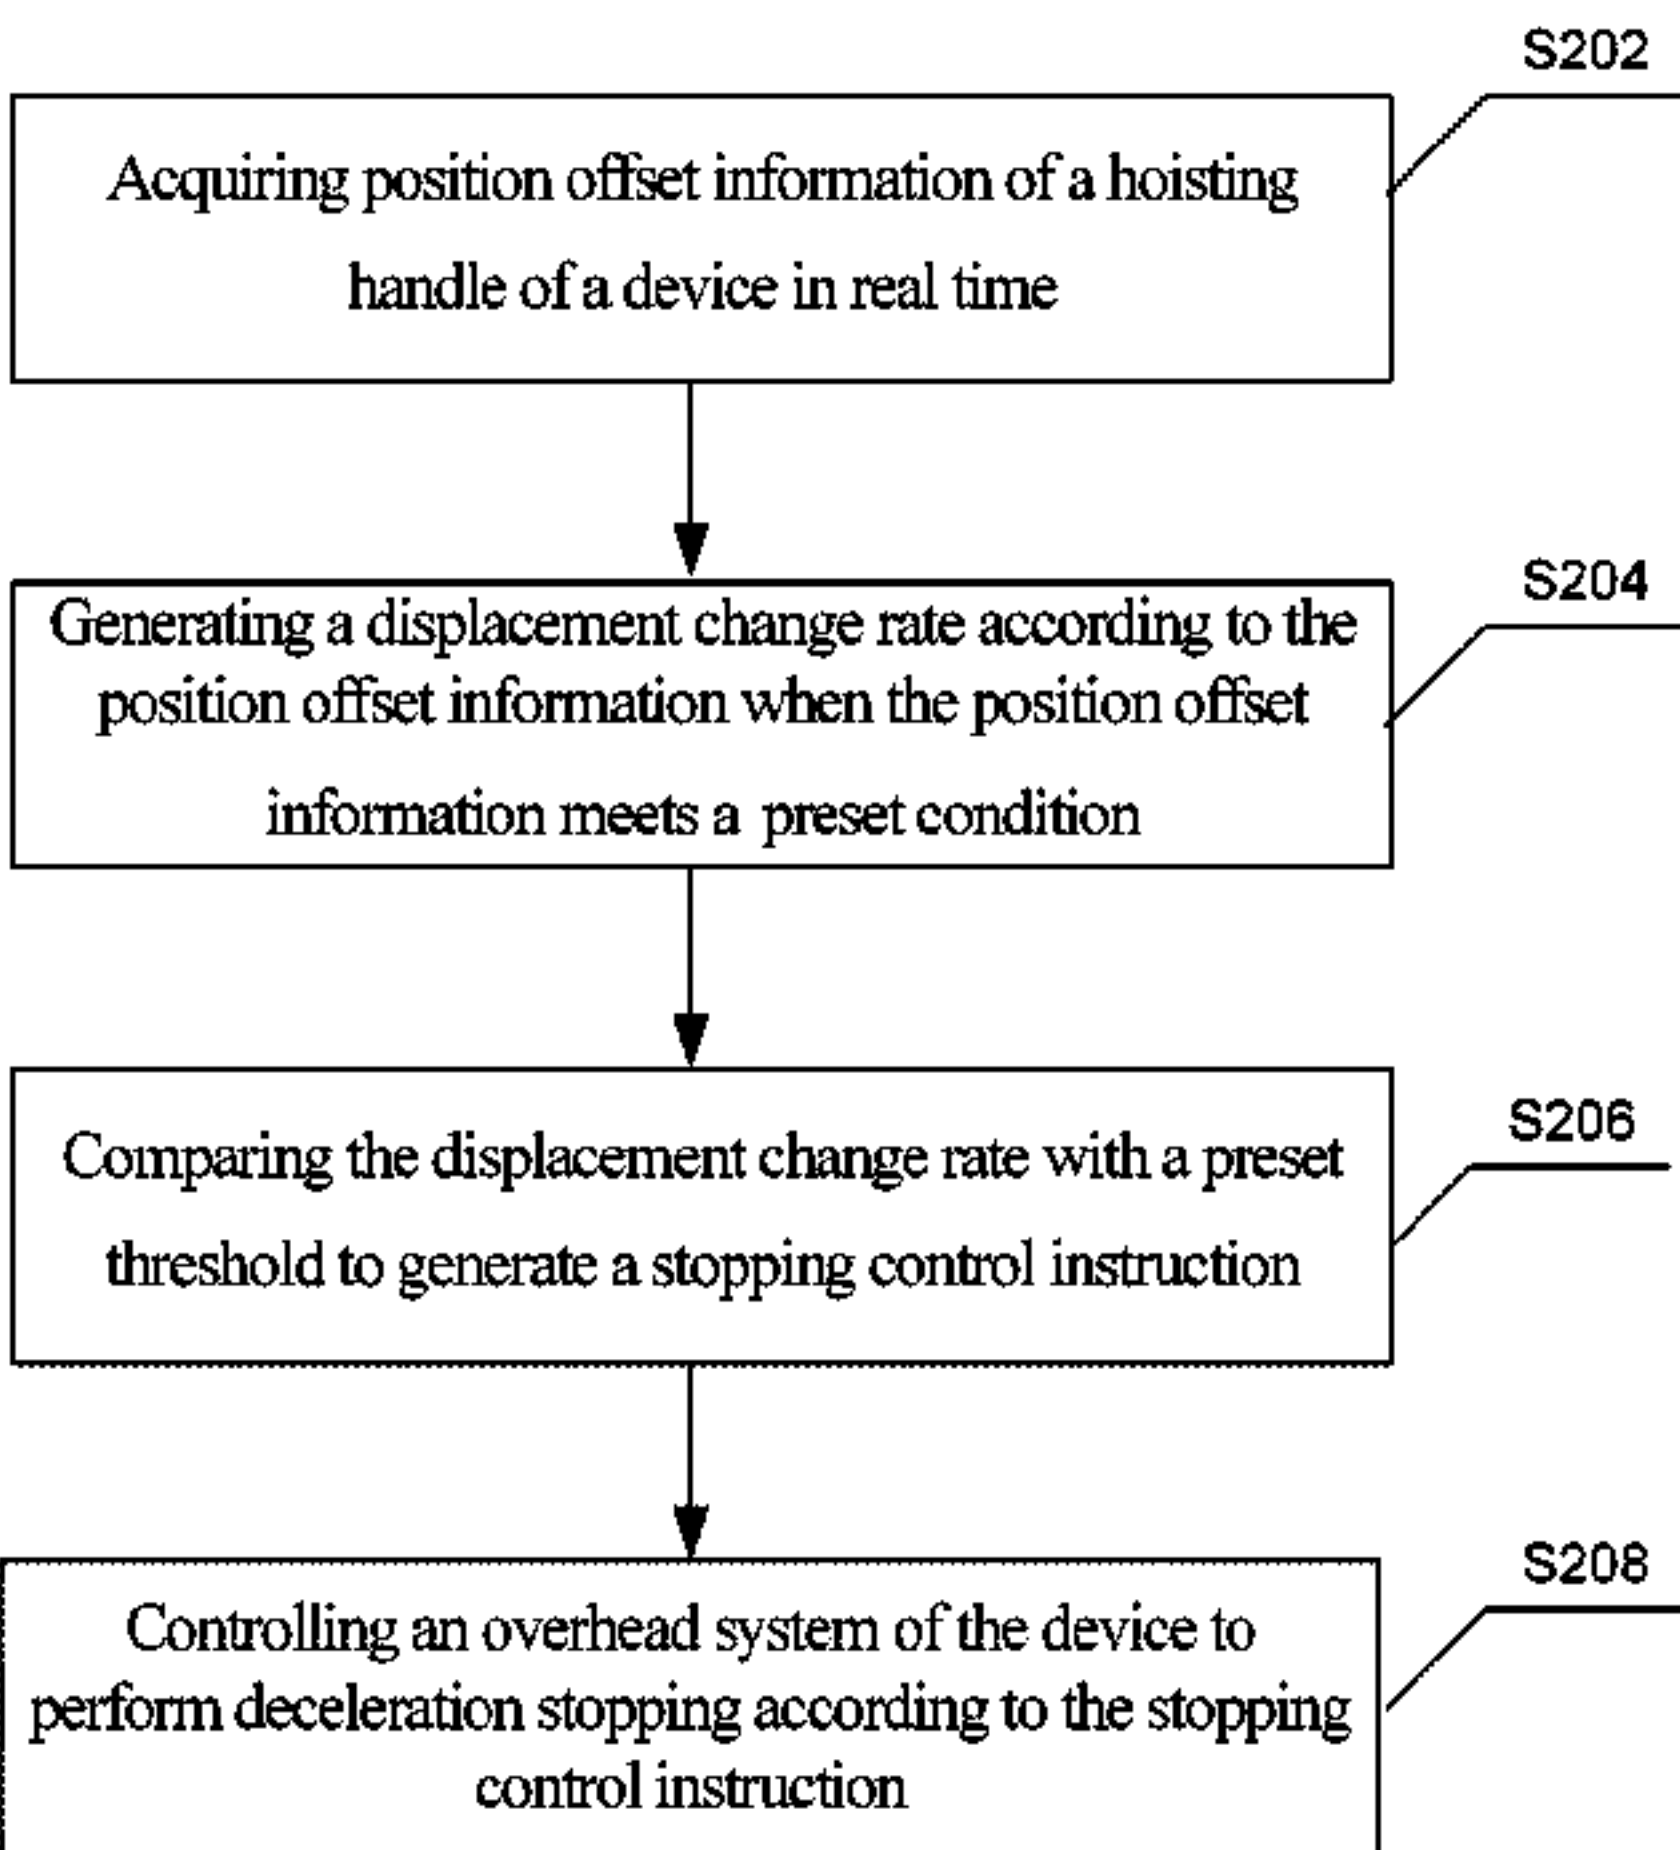 S202
Acquiring position offset information of a hoisting
handle of a device in real time
S204
Generating a displacement change rate according to the
position offset information when the position offset
information meets a preset condition
S206
Comparing the displacement change rate with a preset
threshold to generate a stopping control instruction
S208
Controlling an overhead system of the device to
perform deceleration stopping according to the stopping
control instruction